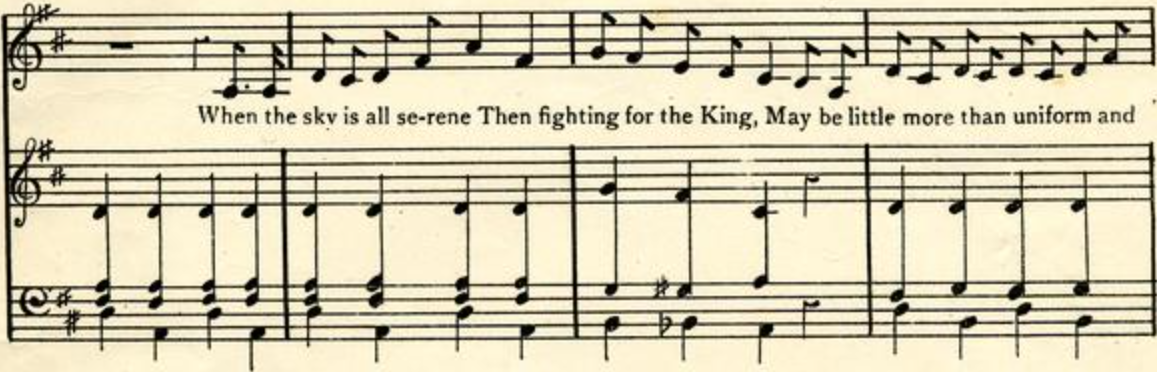 When the sky is all se-rene Then fighting for the King, May be little more than uniform and